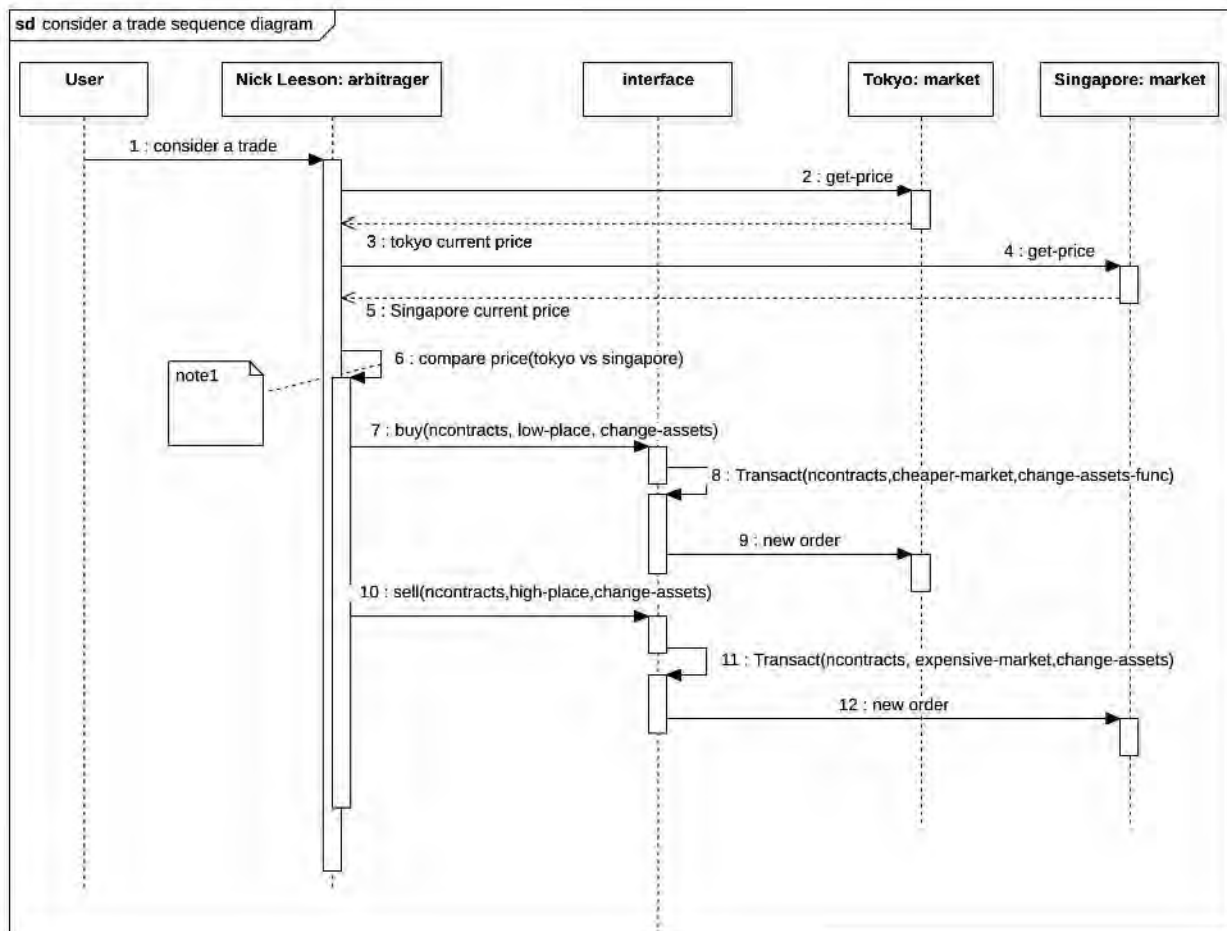 sd consider a trade sequence diagram
User
Nick Leeson: arbitrager
interface
Tokyo: market
Singapore: market
1 : consider a trade
2 : get-price
3 : tokyo current price
4 : get-price
5 : Singapore current price
6 : compare price(tokyo vs singapore)
note1
7 : buy(ncontracts, low-place, change-assets)
8 : Transact(ncontracts,cheaper-market,change-assets-func)
9 : new order
10 : sell(ncontracts,high-place,change-assets)
11 : Transact(ncontracts, expensive-market,change-assets)
12 : new order